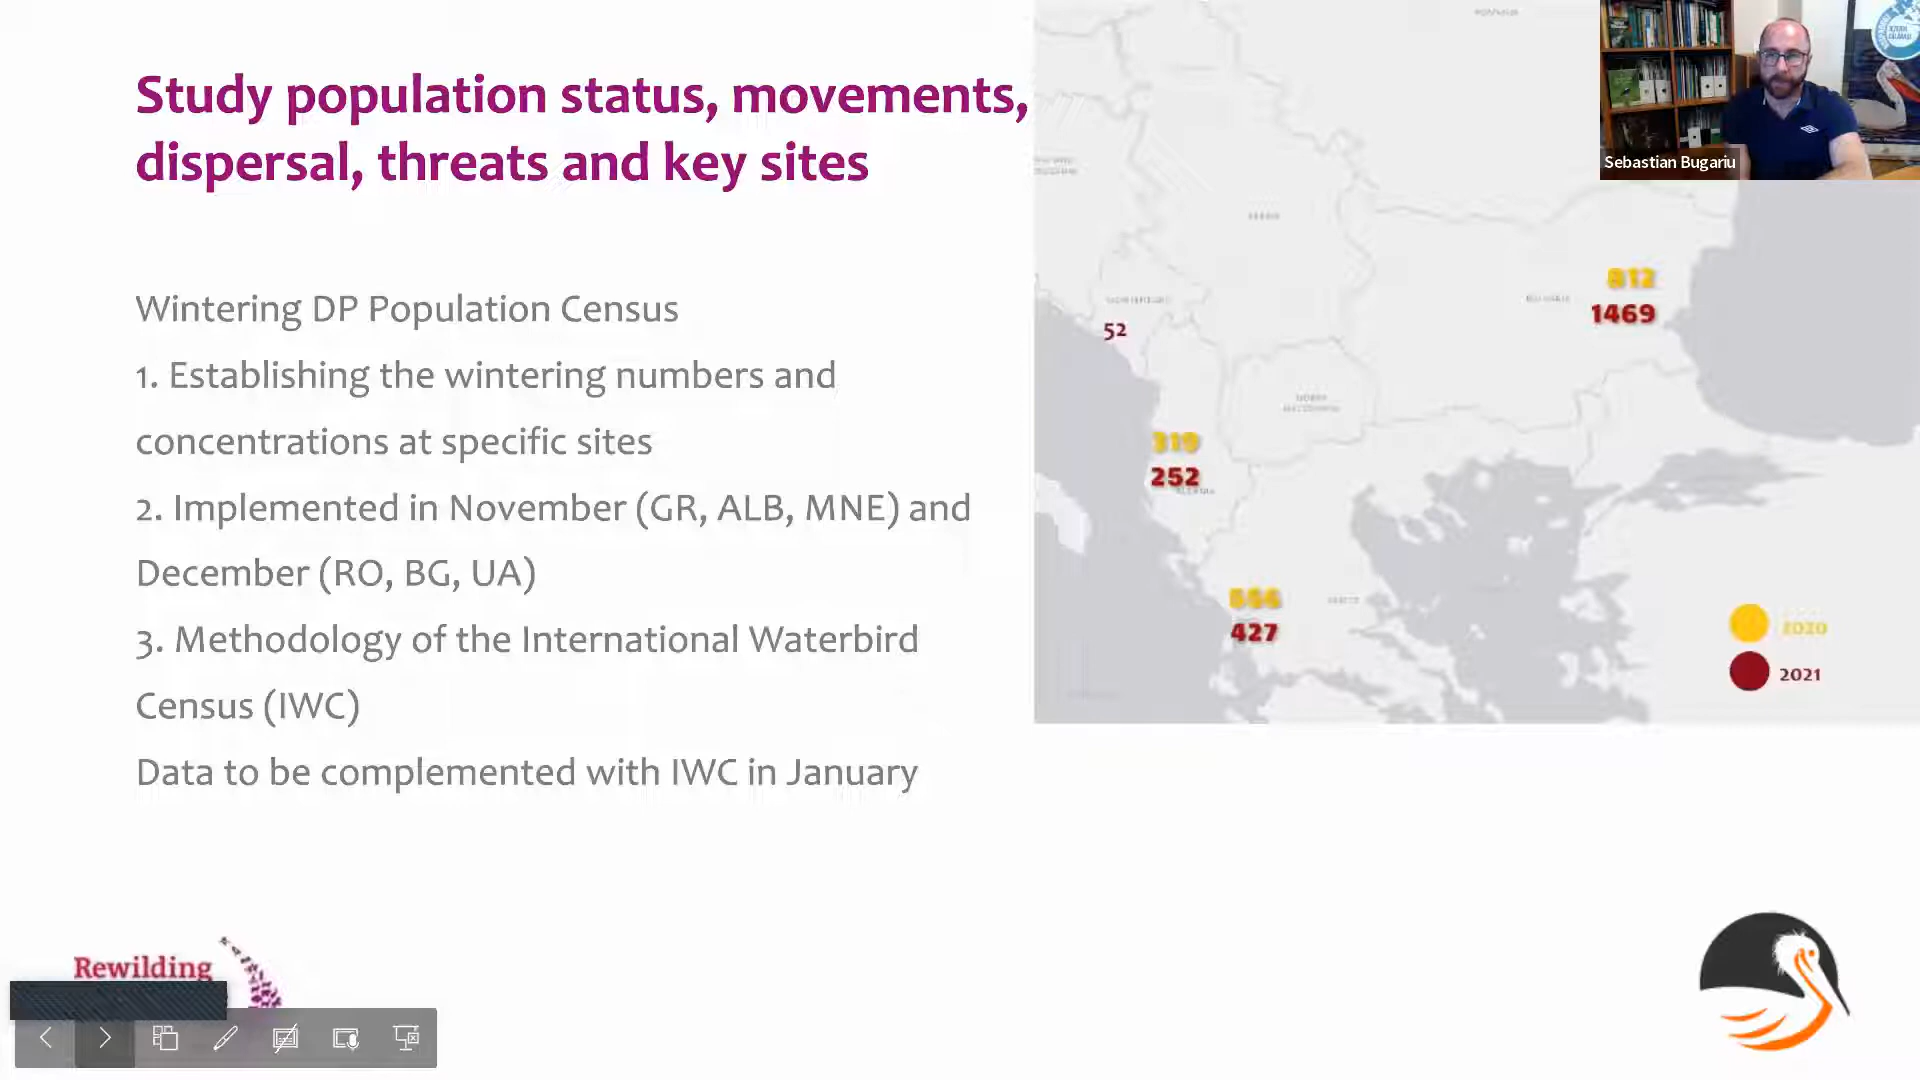 Study population status, movements,
dispersal, threats and key sites
Wintering DP Population Census
1. Establishing the wintering numbers and
concentrations at specific sites
2. Implemented in November (GR, ALB, MNE) and
December (RO, BG, UA)
3. Methodology of the International Waterbird
Census (IWC)
Data to be complemented with IWC in January
Sebastian Bugariu
812
1469
52
319
252
427
2020
2021
Rewilding